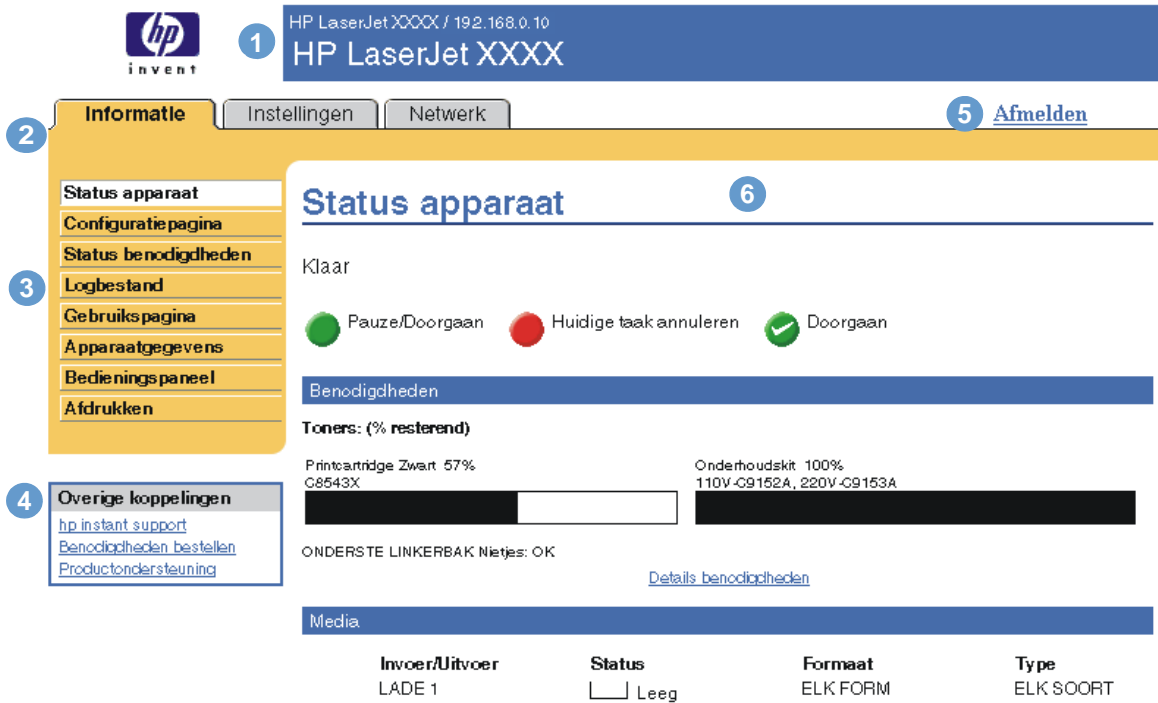 hp
invent
1
HP LaserJet XXXX / 192.168.0.10
HP LaserJet XXXX
2
Informatie
Instellingen
Netwerk
5
Afmelden
3
Status apparaat
Configuratiepagina
Status benodigdheden
Logbestand
Gebruikspagina
Apparaatgegevens
Bedieningspaneel
Afdrukken
4
Overige koppelingen
hp instant support
Benodigdheden bestellen
Productondersteuning
Status apparaat
6
Klaar
Pauze/Doorgaan
Huidige taak annuleren
Doorgaan
Benodigdheden
Toners: (% resterend)
Printcartridge Zwart 57%
C8543X
Onderhoudskit 100%
110V-C9152A, 220V-C9153A
ONDERSTE LINKERBAK Nietjes: OK
Details benodigdheden
Media
Invoer/Uitvoer Status Formaat Type
LADE 1 Leeg ELK FORM ELK SOORT